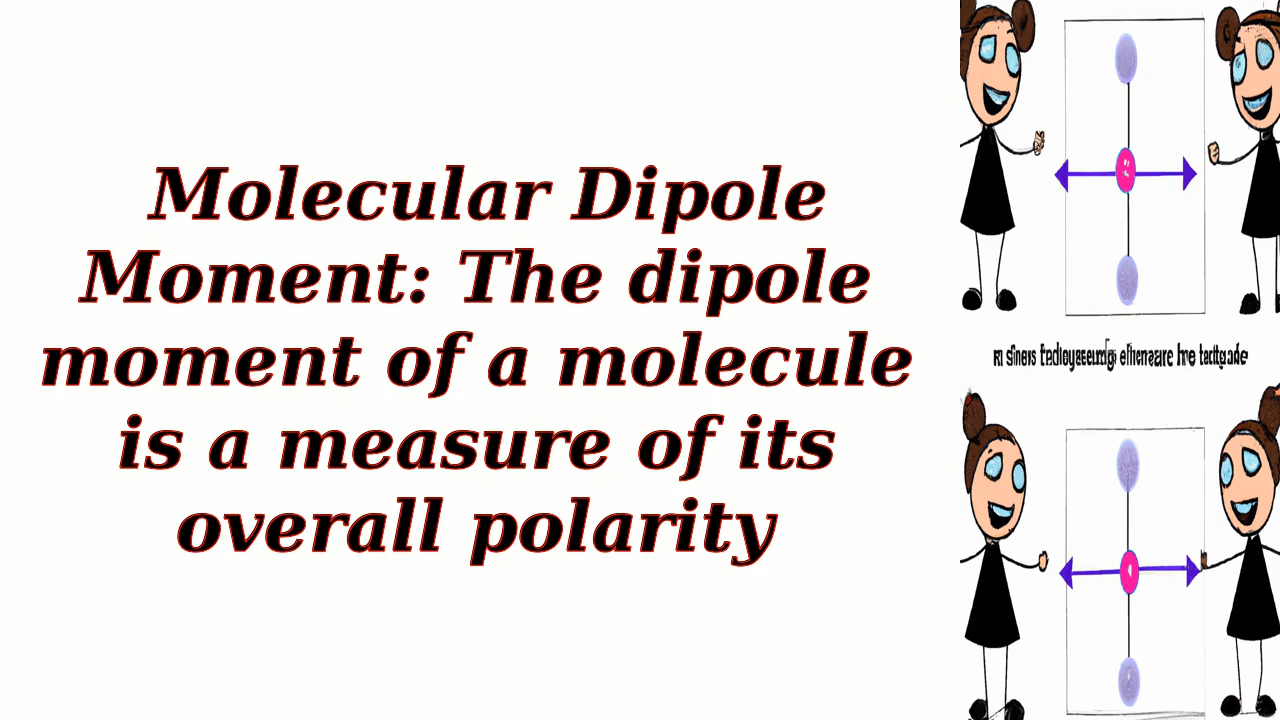 Molecular Dipole
Moment: The dipole
moment of a molecule
is a measure of its
overall polarity